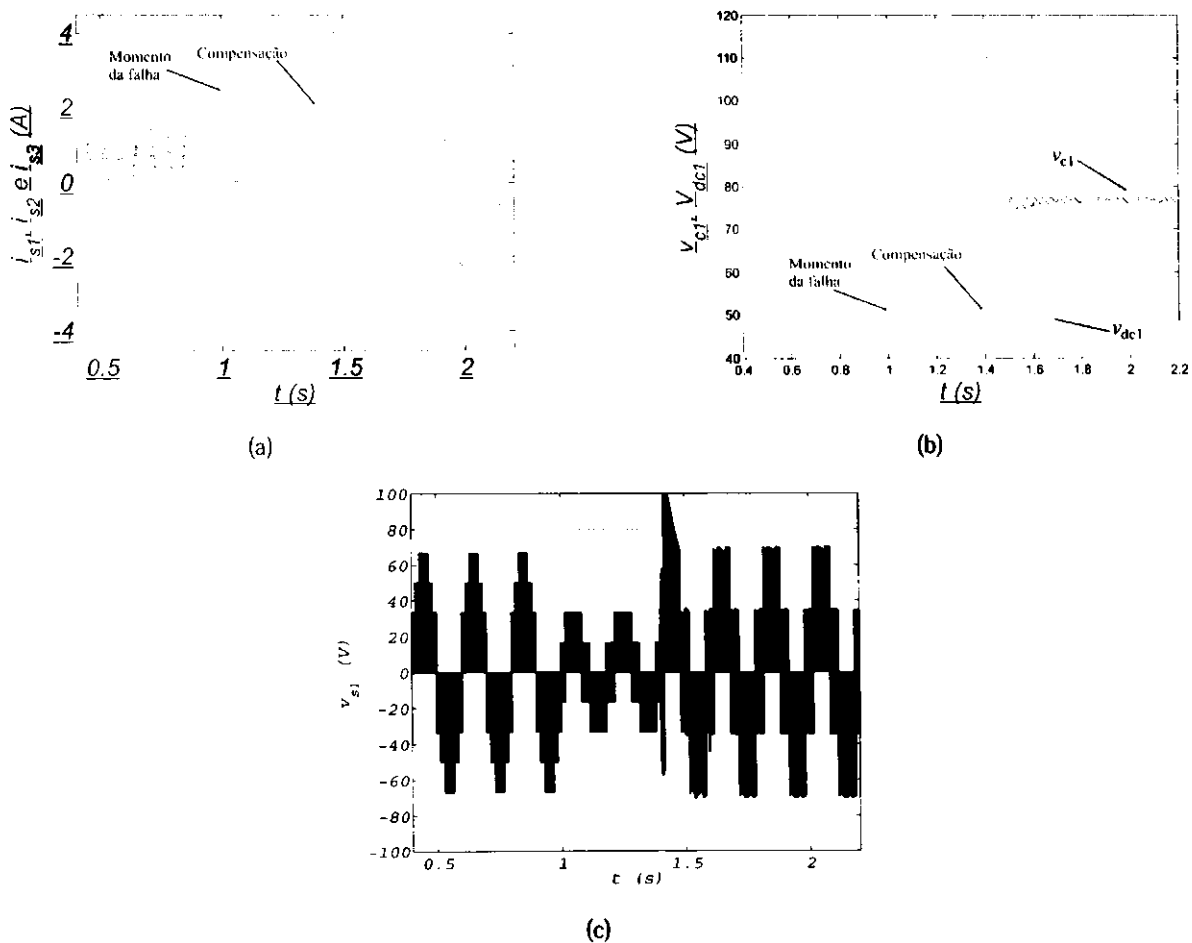 4
2
0
-2
-4
i_s1, i_s2 e i_s3 (A)
Momento
da falha
Compensação
0.5 1 1.5 2
t (s)
(a)
120
110
100
90
80
70
60
50
40
v_c1, v_dc1 (V)
v_c1
Momento
da falha
Compensação
v_dc1
0.4 0.6 0.8 1 1.2 1.4 1.6 1.8 2 2.2
t (s)
(b)
100
80
60
40
20
0
-20
-40
-60
-80
-100
v_s1 (V)
0.5 1 1.5 2
t (s)
(c)